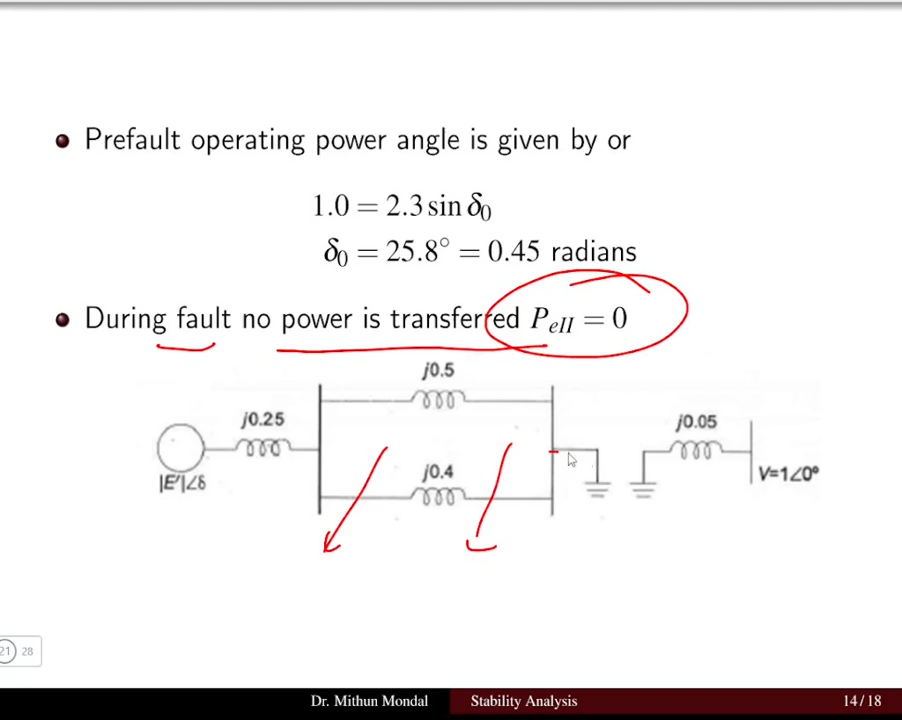 Prefault operating power angle is given by or
1.0 = 2.3 sin δ₀
δ₀ = 25.8° = 0.45 radians
During fault no power is transferred P_{eII} = 0
j0.5
j0.25
j0.05
j0.4
|E'|∠δ
V=1∠0°
21 28
Dr. Mithun Mondal Stability Analysis 14/18